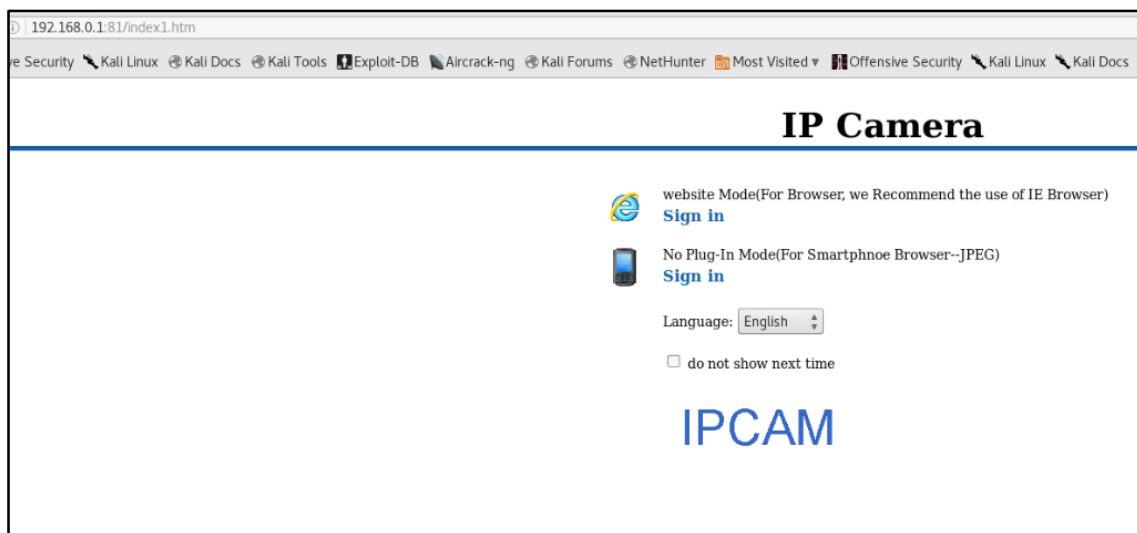 192.168.0.1:81/index1.htm
ve Security Kali Linux Kali Docs Kali Tools Exploit-DB Aircrack-ng Kali Forums NetHunter Most Visited Offensive Security Kali Linux Kali Docs
IP Camera
website Mode(For Browser, we Recommend the use of IE Browser)
Sign in
No Plug-In Mode(For Smartphnoe Browser--JPEG)
Sign in
Language: English
do not show next time
IPCAM